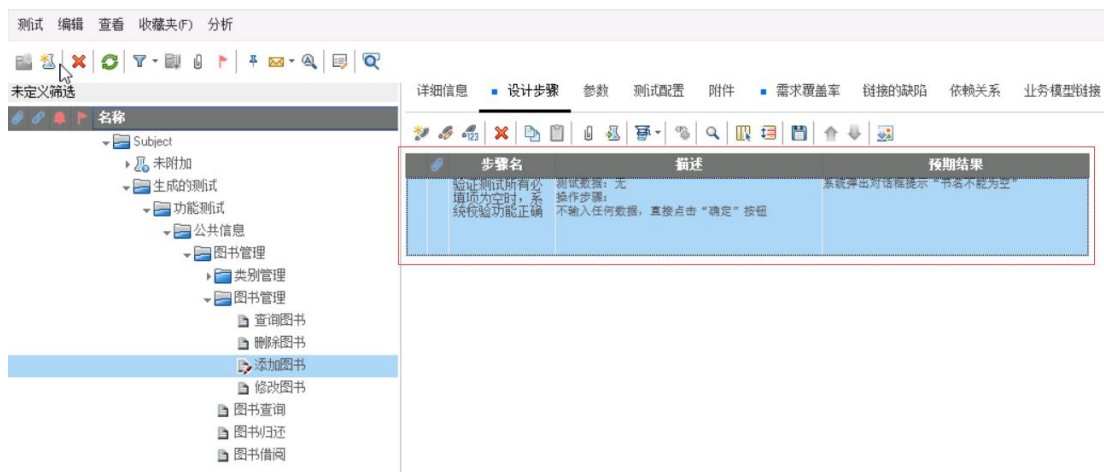 测试 编辑 查看 收藏夹(F) 分析
未定义筛选
名称
Subject
未附加
生成的测试
功能测试
公共信息
图书管理
类别管理
图书管理
查询图书
删除图书
添加图书
修改图书
图书查询
图书归还
图书借阅
详细信息 设计步骤 参数 测试配置 附件 需求覆盖率 链接的缺陷 依赖关系 业务模型链接
步骤名 描述 预期结果
验证测试所有必
填项为空时,系
统校验功能正确
测试数据:无
操作步骤:
不输入任何数据,直接点击“确定”按钮
系统弹出对话框提示“书名不能为空”